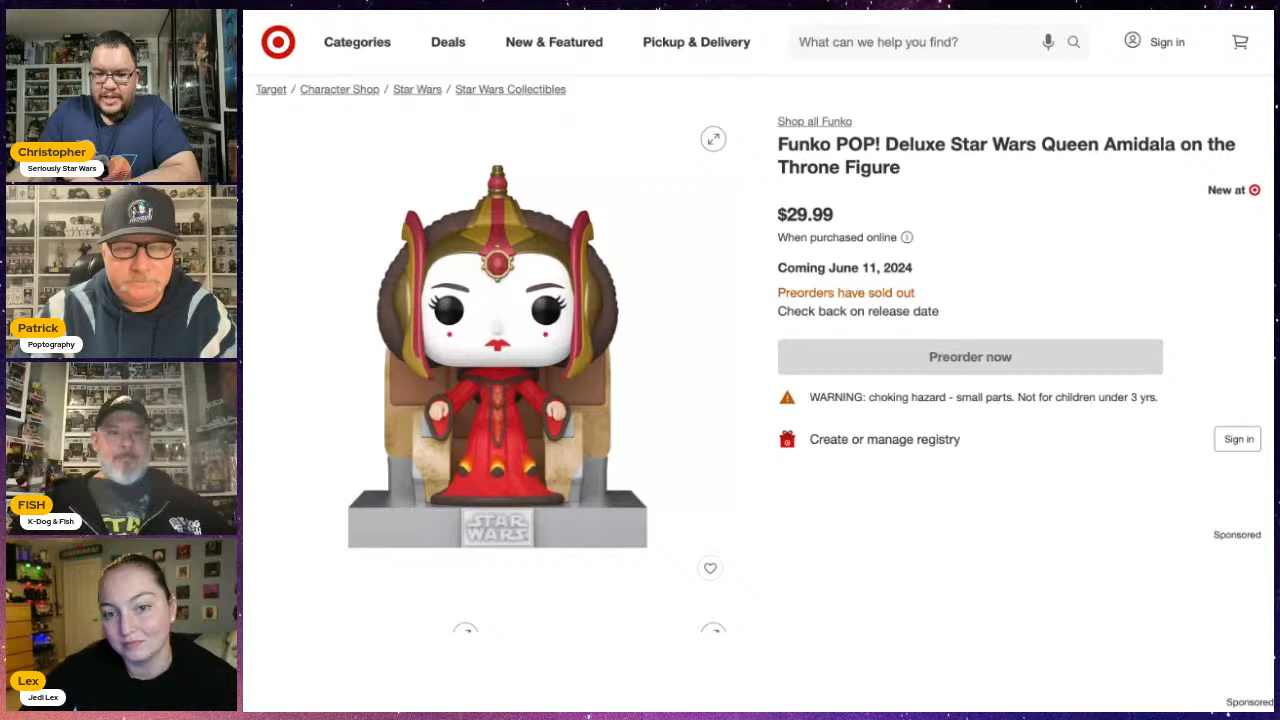 Christopher
Seriously Star Wars
Patrick
Poptography
FISH
K-Dog & Fish
Lex
Jedi Lex
Categories
Deals
New & Featured
Pickup & Delivery
What can we help you find?
Sign in
Target / Character Shop / Star Wars / Star Wars Collectibles
Shop all Funko
Funko POP! Deluxe Star Wars Queen Amidala on the
Throne Figure
New at
$29.99
When purchased online
Coming June 11, 2024
Preorders have sold out
Check back on release date
Preorder now
WARNING: choking hazard - small parts. Not for children under 3 yrs.
Create or manage registry
Sign in
STAR
WARS
Sponsored
Sponsored